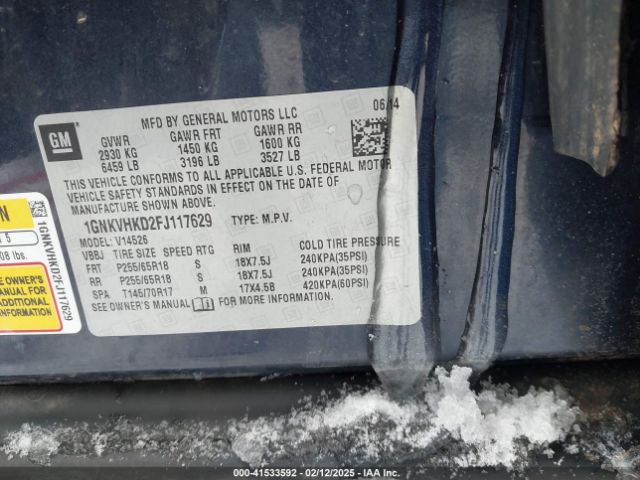 MFD BY GENERAL MOTORS LLC
06/14
GM
GVWR GAWR FRT GAWR RR
2930 KG 1450 KG 1600 KG
6459 LB 3196 LB 3527 LB
THIS VEHICLE CONFORMS TO ALL APPLICABLE U.S. FEDERAL MOTOR
VEHICLE SAFETY STANDARDS IN EFFECT ON THE DATE OF
MANUFACTURE SHOWN ABOVE.
1GNKVHKD2FJ117629 TYPE: M.P.V.
MODEL: V14526
VBBJ TIRE SIZE SPEED RTG RIM COLD TIRE PRESSURE
FRT P255/65R18 S 18X7.5J 240KPA(35PSI)
RR P255/65R18 S 18X7.5J 240KPA(35PSI)
SPA T145/70R17 M 17X4.5B 420KPA(60PSI)
SEE OWNER'S MANUAL FOR MORE INFORMATION.
1GNKVHKD2FJ117629
5
08 lbs.
OWNER'S
MANUAL
ADDITIONAL
INFORMATION
000-41533592 - 02/12/2025 - IAA Inc.